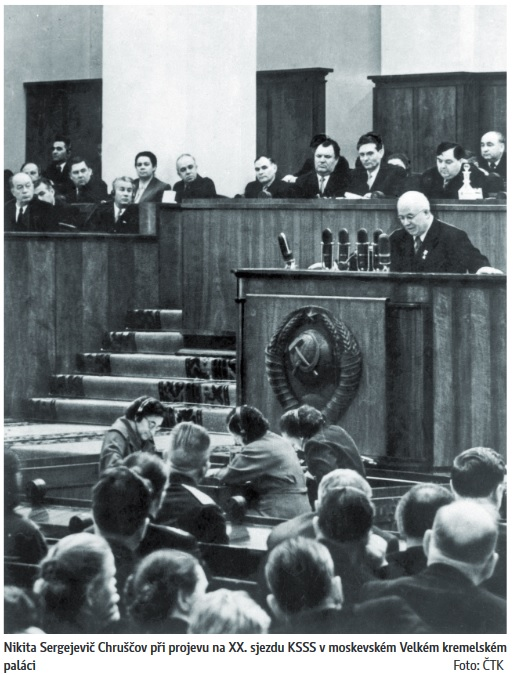 Nikita Sergejevič Chruščov při projevu na XX. sjezdu KSSS v moskevském Velkém kremelském
paláci
Foto: ČTK